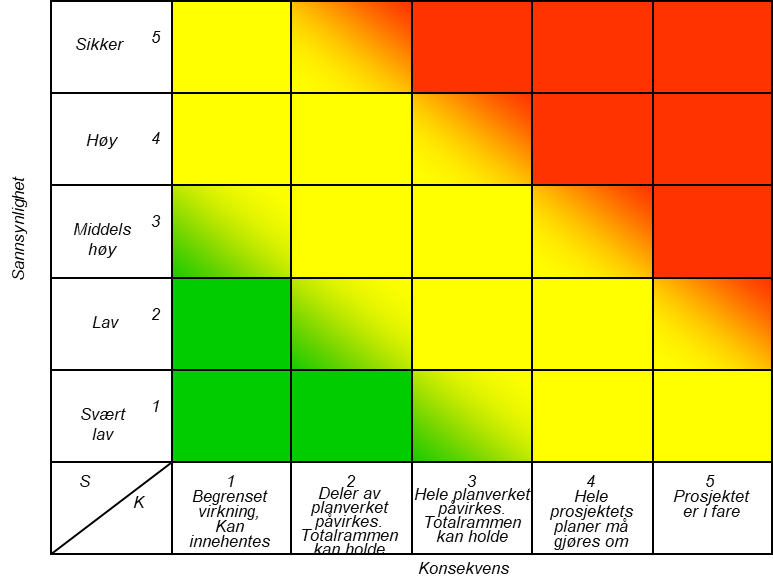 Sikker 5
Høy 4
Sannsynlighet
Middels 3
høy
Lav 2
Svært 1
lav
S
K
1
Begrenset
virkning,
Kan
innehentes
2
Deler av
planverket
påvirkes.
Totalrammen
kan holde
3
Hele planverket
påvirkes.
Totalrammen
kan holde
4
Hele
prosjektets
planer må
gjøres om
5
Prosjektet
er i fare
Konsekvens